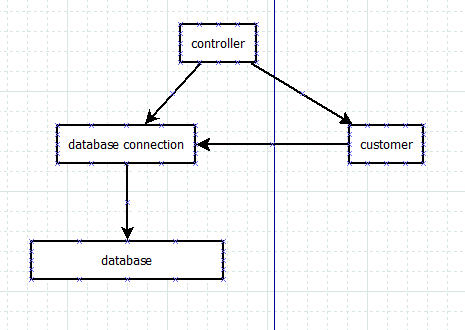 controller
database connection
customer
database